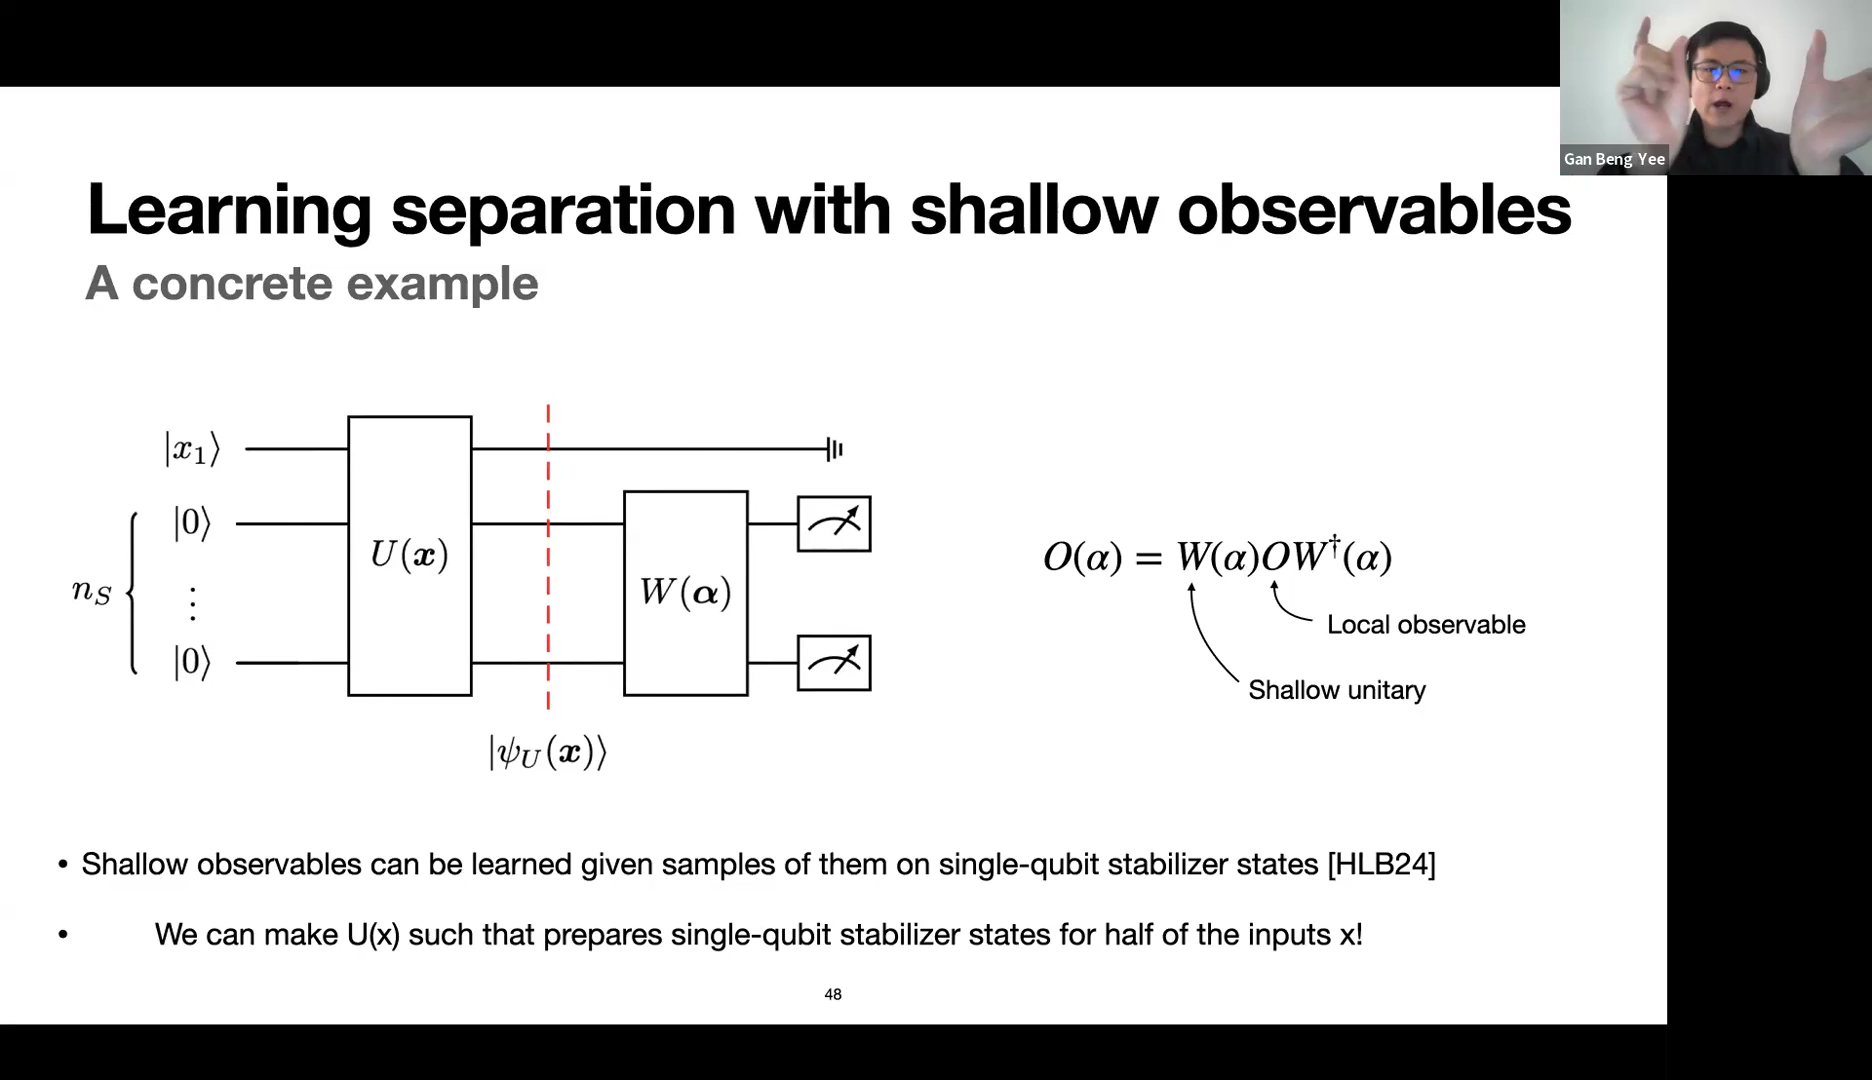 Gan Beng Yee
Learning separation with shallow observables
A concrete example
|x₁⟩
|0⟩
⋮
|0⟩
n_S
U(x)
W(α)
|ψ_U(x)⟩
O(α) = W(α)OW†(α)
Local observable
Shallow unitary
• Shallow observables can be learned given samples of them on single-qubit stabilizer states [HLB24]
• We can make U(x) such that prepares single-qubit stabilizer states for half of the inputs x!
48